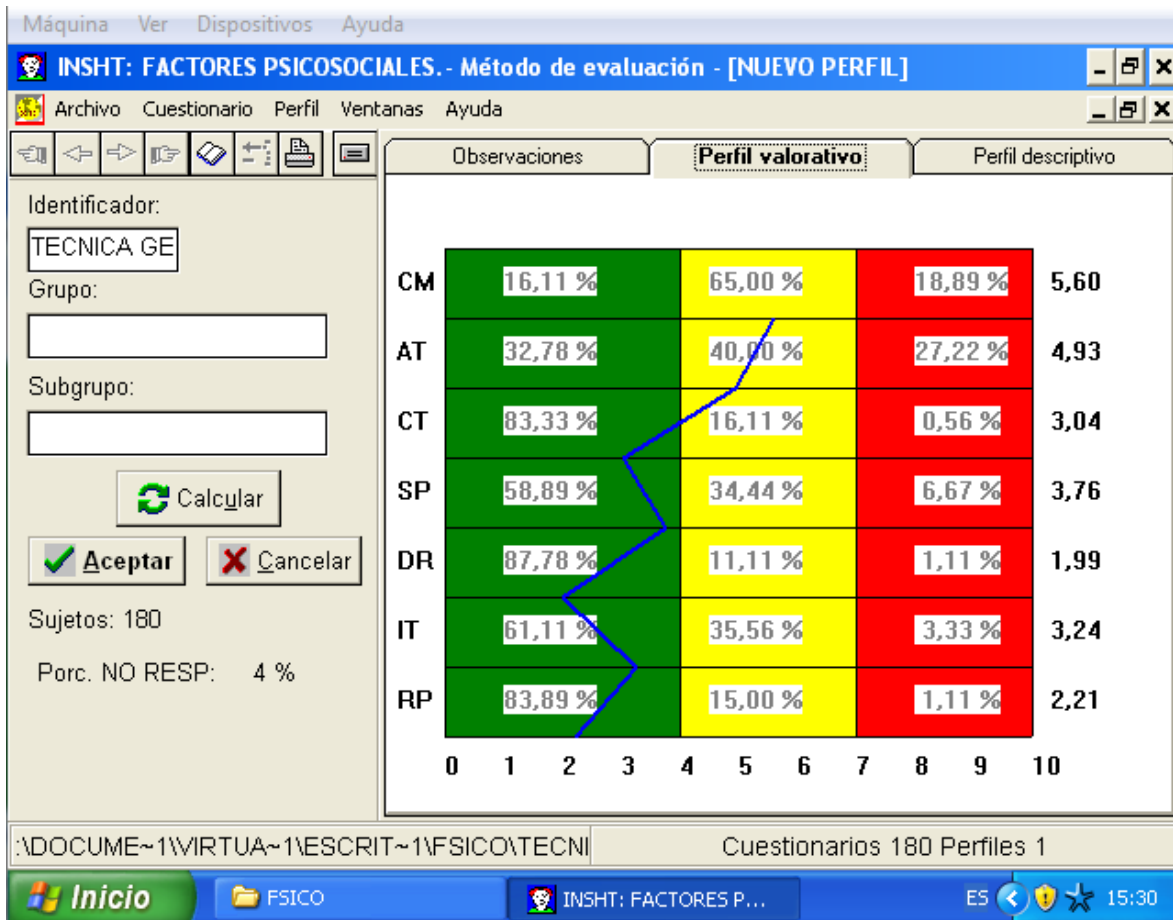 Máquina Ver Dispositivos Ayuda
INSHT: FACTORES PSICOSOCIALES.- Método de evaluación - [NUEVO PERFIL]
Archivo Cuestionario Perfil Ventanas Ayuda
Observaciones Perfil valorativo Perfil descriptivo
Identificador:
TECNICA GE
Grupo:
Subgrupo:
Calcular
Aceptar Cancelar
Sujetos: 180
Porc. NO RESP: 4 %
CM 16,11 % 65,00 % 18,89 % 5,60
AT 32,78 % 40,00 % 27,22 % 4,93
CT 83,33 % 16,11 % 0,56 % 3,04
SP 58,89 % 34,44 % 6,67 % 3,76
DR 87,78 % 11,11 % 1,11 % 1,99
IT 61,11 % 35,56 % 3,33 % 3,24
RP 83,89 % 15,00 % 1,11 % 2,21
0 1 2 3 4 5 6 7 8 9 10
:\DOCUME~1\VIRTUA~1\ESCRIT~1\FSICO\TECNI Cuestionarios 180 Perfiles 1
Inicio FSICO INSHT: FACTORES P... ES 15:30